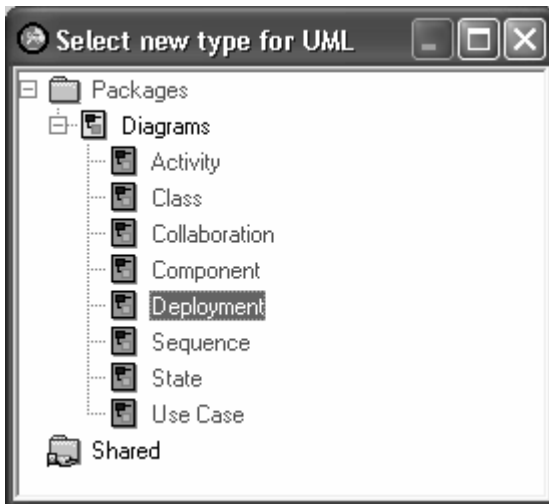 Select new type for UML
Packages
Diagrams
Activity
Class
Collaboration
Component
Deployment
Sequence
State
Use Case
Shared